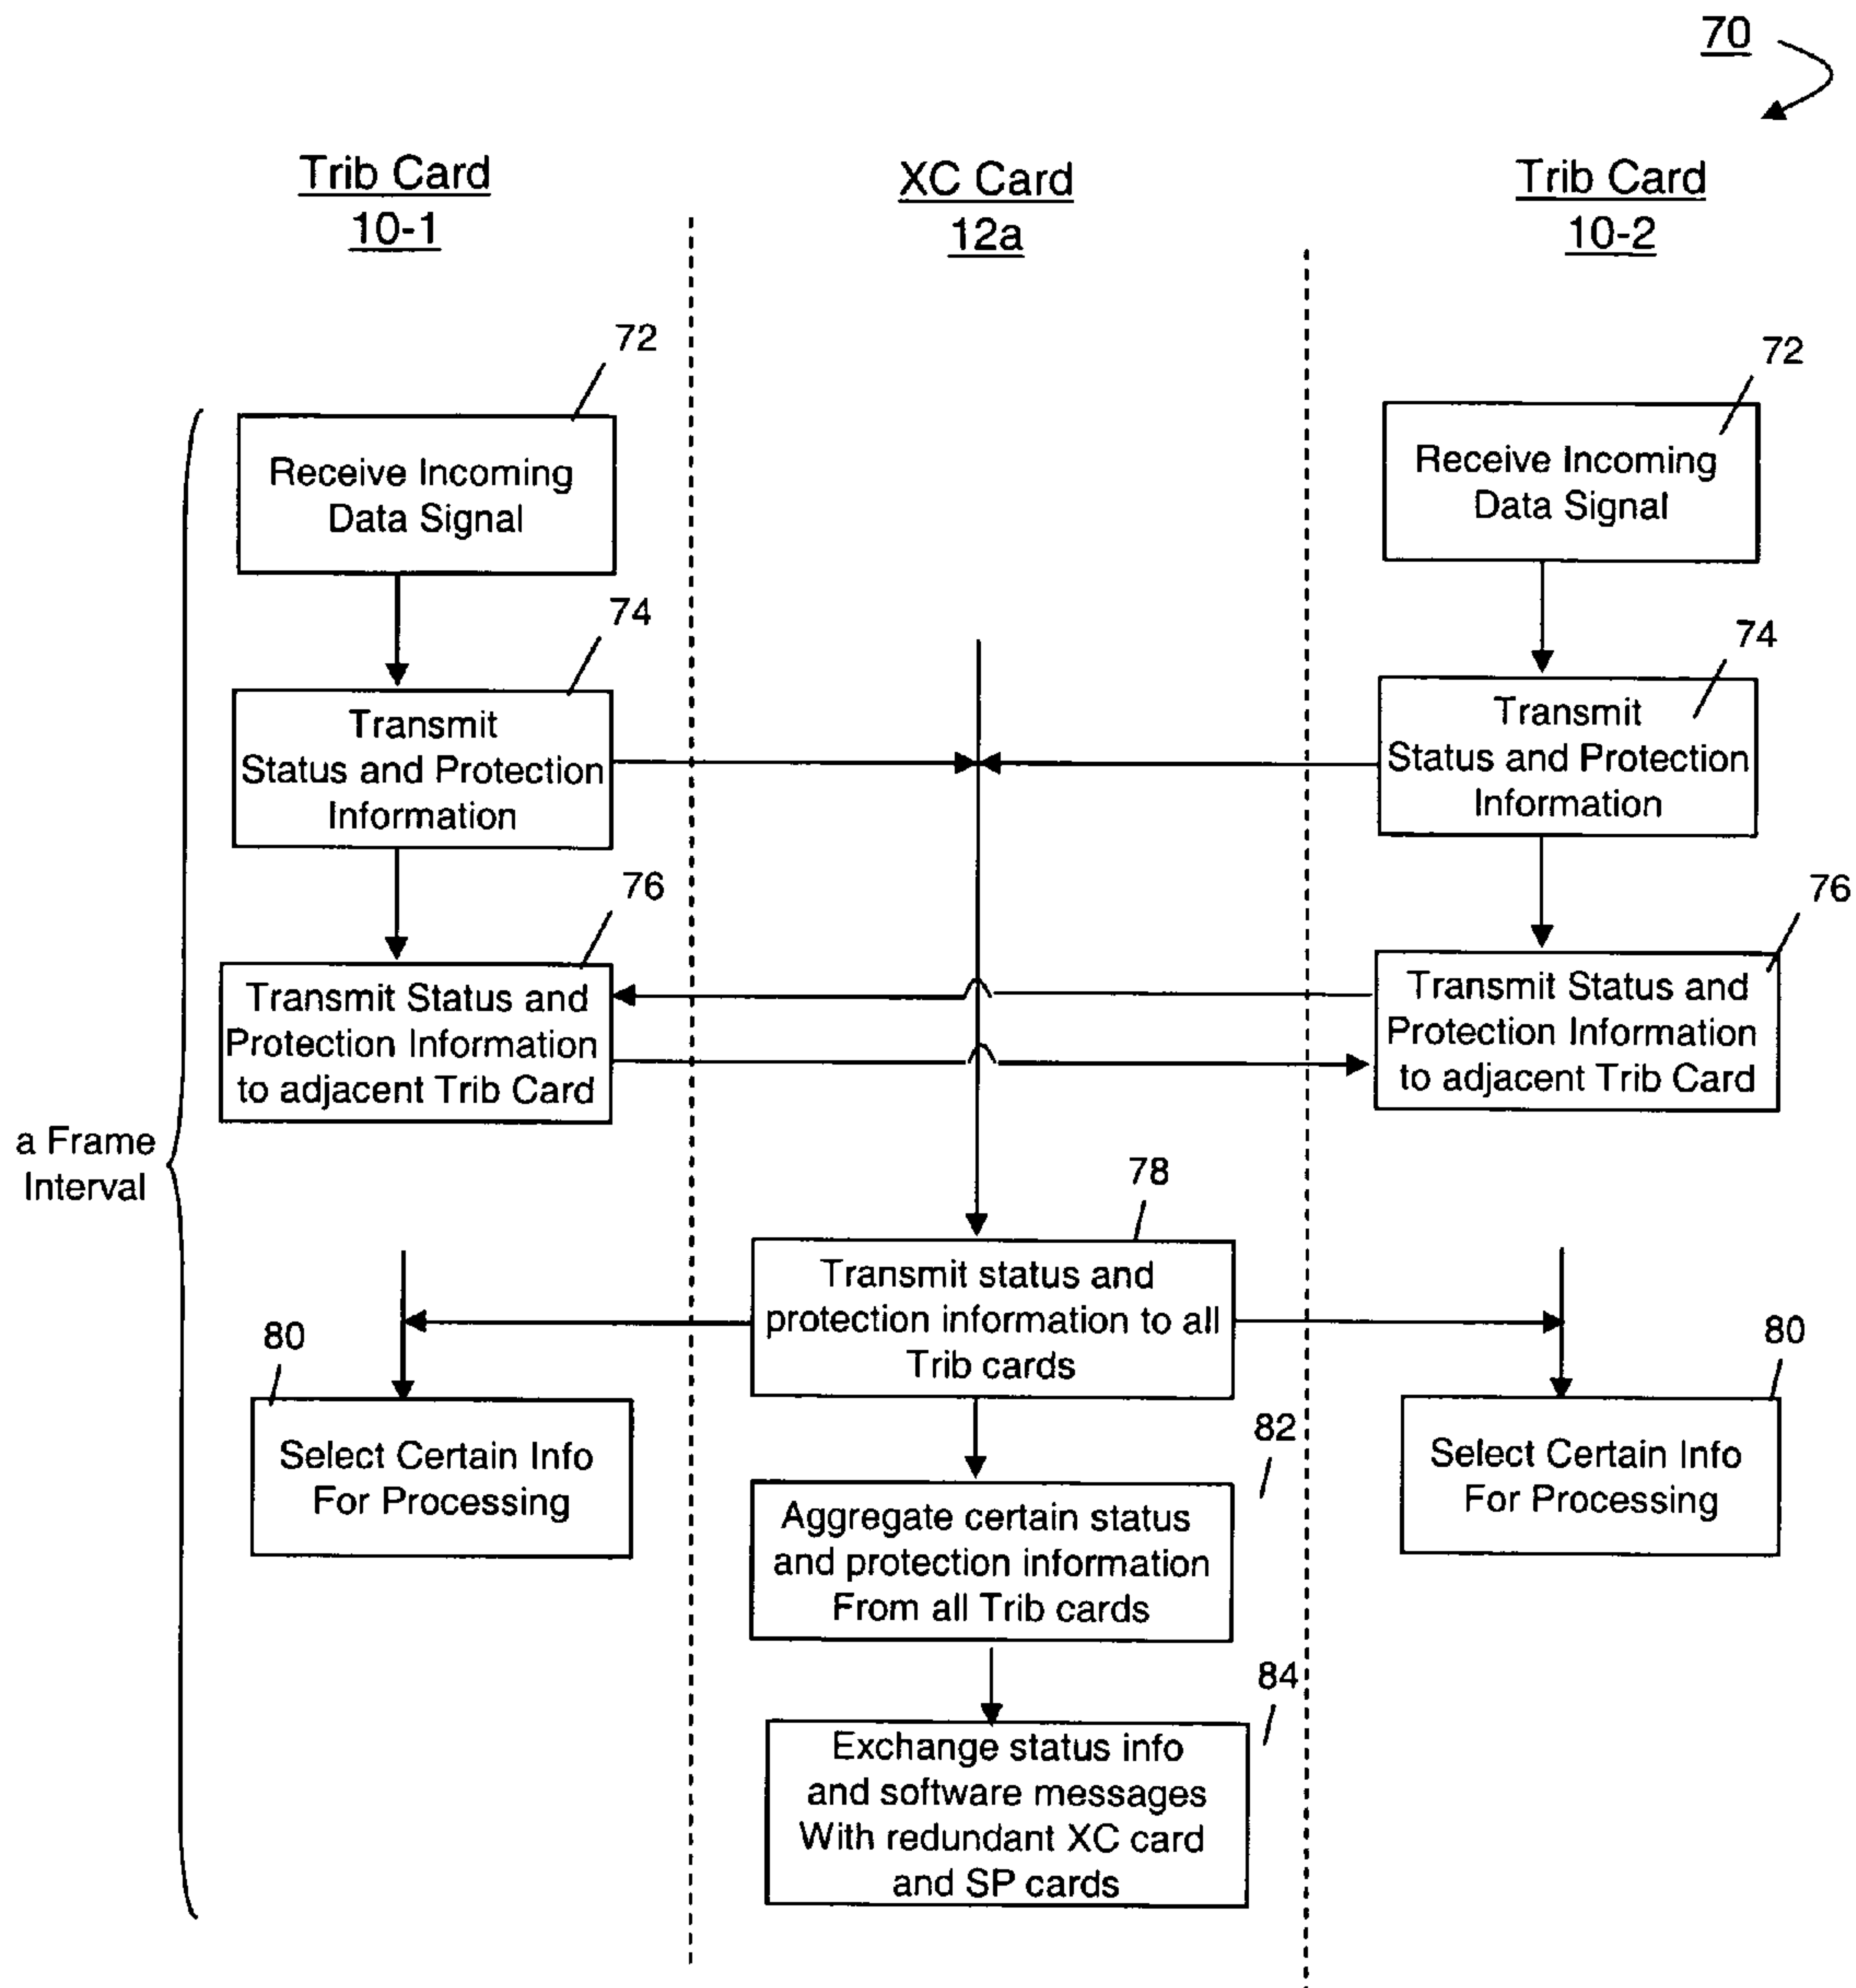 70
Trib Card
10-1
XC Card
12a
Trib Card
10-2
72
Receive Incoming
Data Signal
72
Receive Incoming
Data Signal
74
Transmit
Status and Protection
Information
74
Transmit
Status and Protection
Information
76
Transmit Status and
Protection Information
to adjacent Trib Card
76
Transmit Status and
Protection Information
to adjacent Trib Card
a Frame
Interval
78
Transmit status and
protection information to all
Trib cards
80
Select Certain Info
For Processing
80
Select Certain Info
For Processing
82
Aggregate certain status
and protection information
From all Trib cards
84
Exchange status info
and software messages
With redundant XC card
and SP cards